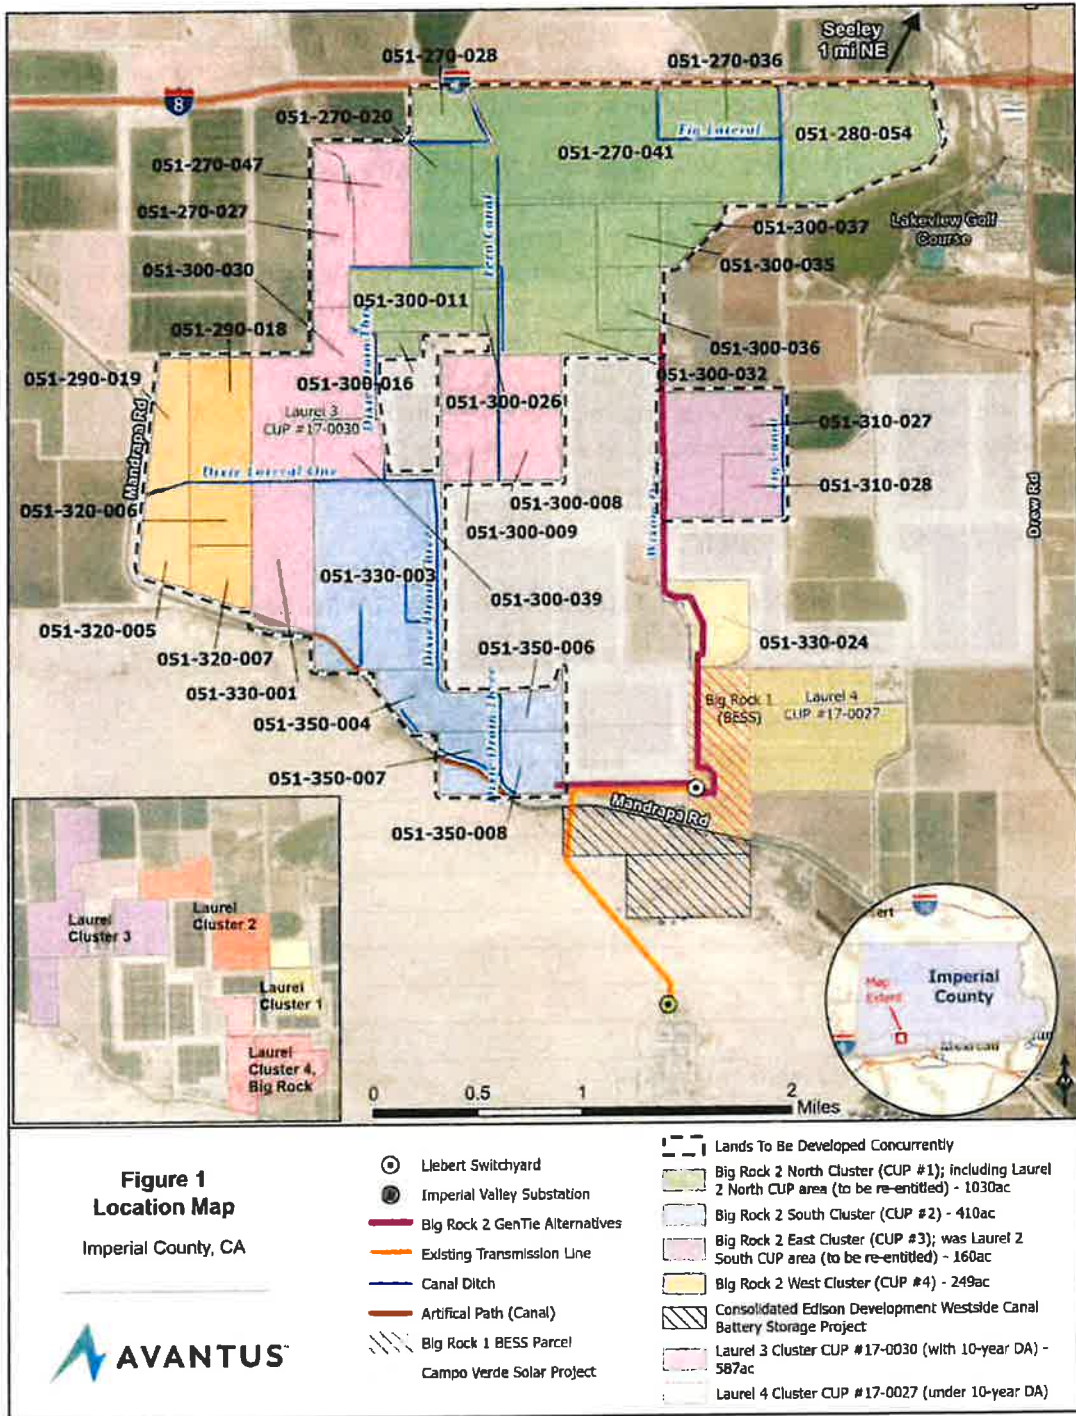 Seeley
1 mi NE
051-270-028
051-270-036
8
051-270-020
Fig Lateral
051-280-054
051-270-041
051-270-047
051-270-027
Fern Canal
051-300-037
Lakeview Golf
Course
051-300-035
051-300-030
051-300-011
051-290-018
051-300-036
051-290-019
051-300-016
051-300-032
Laurel 3
CUP #17-0030
051-300-026
051-310-027
Mandrapa Rd
Fig Canal
Dixie Lateral One
051-310-028
051-320-006
051-300-008
051-300-009
Drew Rd
051-330-003
051-300-039
051-320-005
051-330-024
051-320-007
051-350-006
051-330-001
051-350-004
Big Rock 1
(BESS)
Laurel 4
CUP #17-0027
051-350-007
Mandrapa Rd
051-350-008
Laurel
Cluster 3
Laurel
Cluster 2
Laurel
Cluster 1
Laurel
Cluster 4,
Big Rock
Imperial
County
Map
Extent
0 0.5 1 2
Miles
Figure 1
Location Map
Imperial County, CA
AVANTUS
Liebert Switchyard
Imperial Valley Substation
Big Rock 2 GenTie Alternatives
Existing Transmission Line
Canal Ditch
Artifical Path (Canal)
Big Rock 1 BESS Parcel
Campo Verde Solar Project
Lands To Be Developed Concurrently
Big Rock 2 North Cluster (CUP #1); including Laurel
2 North CUP area (to be re-entitled) - 1030ac
Big Rock 2 South Cluster (CUP #2) - 410ac
Big Rock 2 East Cluster (CUP #3); was Laurel 2
South CUP area (to be re-entitled) - 160ac
Big Rock 2 West Cluster (CUP #4) - 249ac
Consolidated Edison Development Westside Canal
Battery Storage Project
Laurel 3 Cluster CUP #17-0030 (with 10-year DA) -
587ac
Laurel 4 Cluster CUP #17-0027 (under 10-year DA)